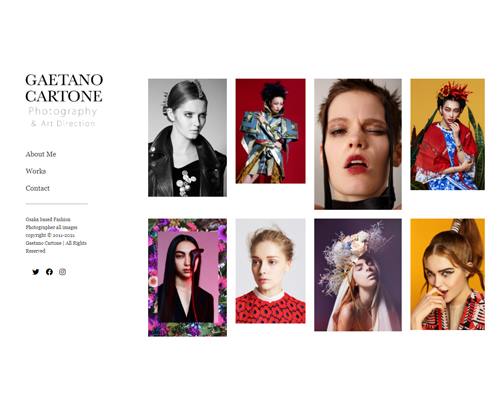 GAETANO
CARTONE
Photography
& Art Direction
About Me
Works
Contact
Osaka based Fashion
Photographer all images
copyright © 2011-2021
Gaetano Cartone | All Rights
Reserved